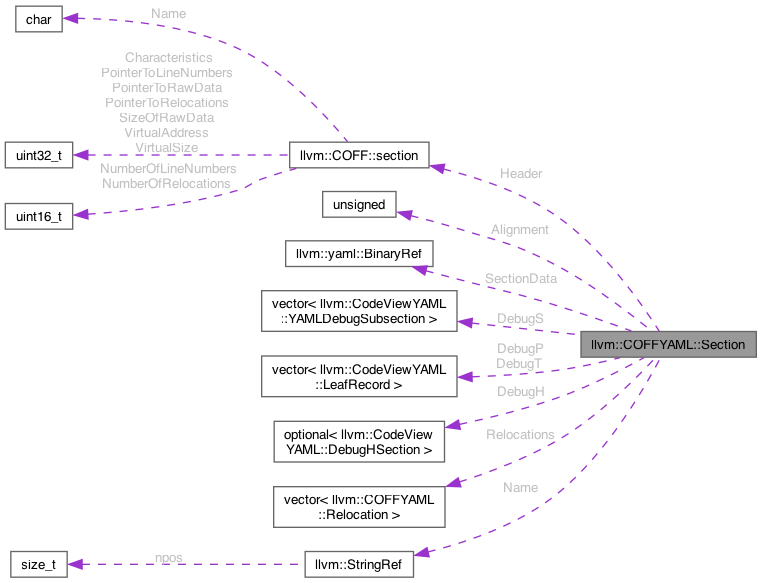 char
Name
Characteristics
PointerToLineNumbers
PointerToRawData
PointerToRelocations
SizeOfRawData
VirtualAddress
VirtualSize
uint32_t
llvm::COFF::section
NumberOfLineNumbers
NumberOfRelocations
uint16_t
Header
unsigned
Alignment
llvm::yaml::BinaryRef
SectionData
vector< llvm::CodeViewYAML
::YAMLDebugSubsection >
DebugS
llvm::COFFYAML::Section
DebugP
DebugT
vector< llvm::CodeViewYAML
::LeafRecord >
DebugH
optional< llvm::CodeView
YAML::DebugHSection >
Relocations
vector< llvm::COFFYAML
::Relocation >
Name
size_t
npos
llvm::StringRef